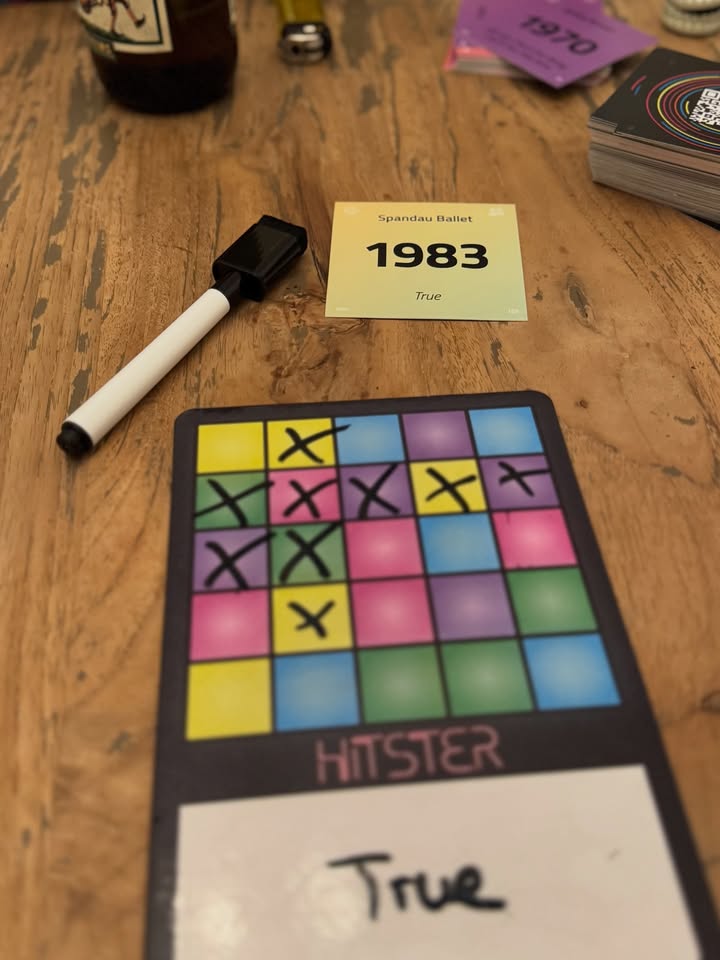 1970
Spandau Ballet
1983
True
HITSTER
True